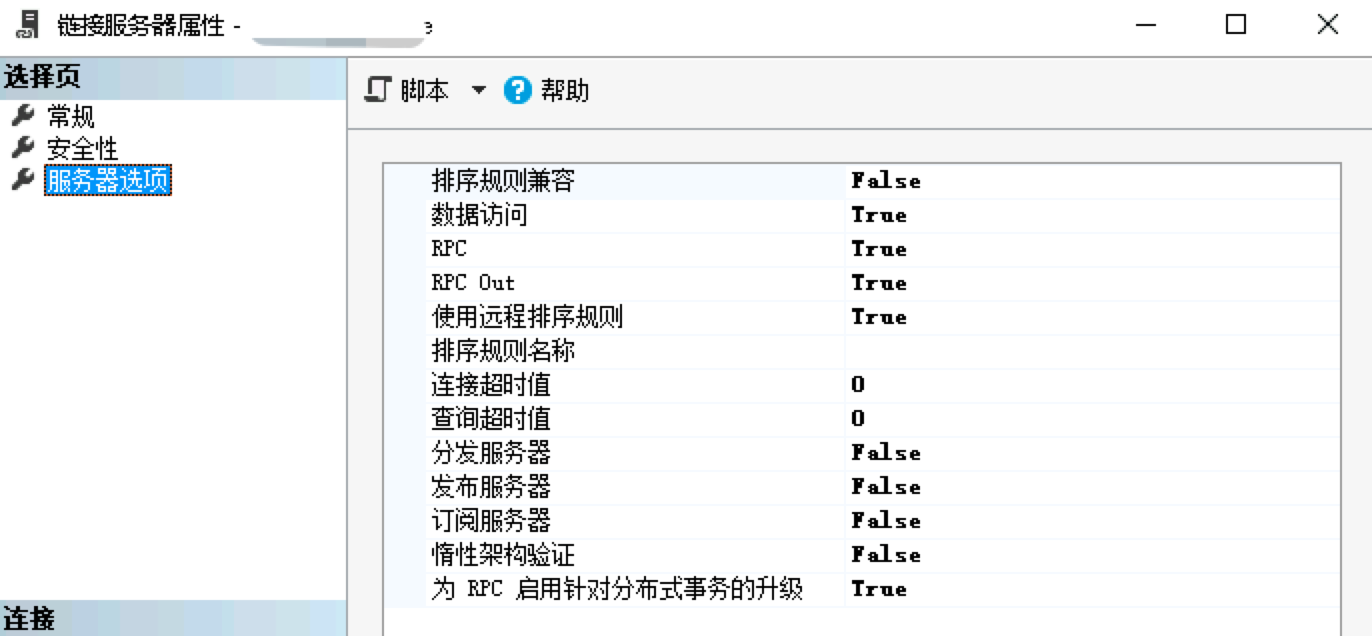 链接服务器属性 -
选择页
常规
安全性
服务器选项
连接
脚本 帮助
排序规则兼容 False
数据访问 True
RPC True
RPC Out True
使用远程排序规则 True
排序规则名称
连接超时值 0
查询超时值 0
分发服务器 False
发布服务器 False
订阅服务器 False
惰性架构验证 False
为 RPC 启用针对分布式事务的升级 True